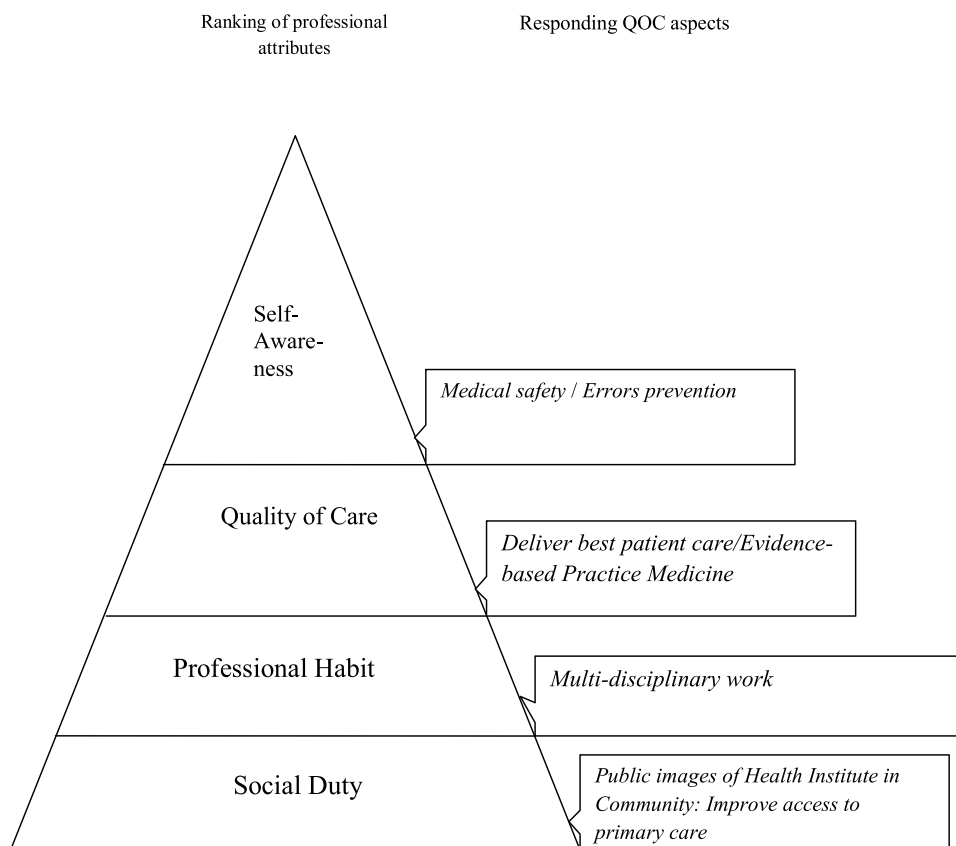 Ranking of professional
attributes
Responding QOC aspects
Self-
Aware-
ness
Medical safety / Errors prevention
Quality of Care
Deliver best patient care/Evidence-
based Practice Medicine
Professional Habit
Multi-disciplinary work
Social Duty
Public images of Health Institute in
Community: Improve access to
primary care